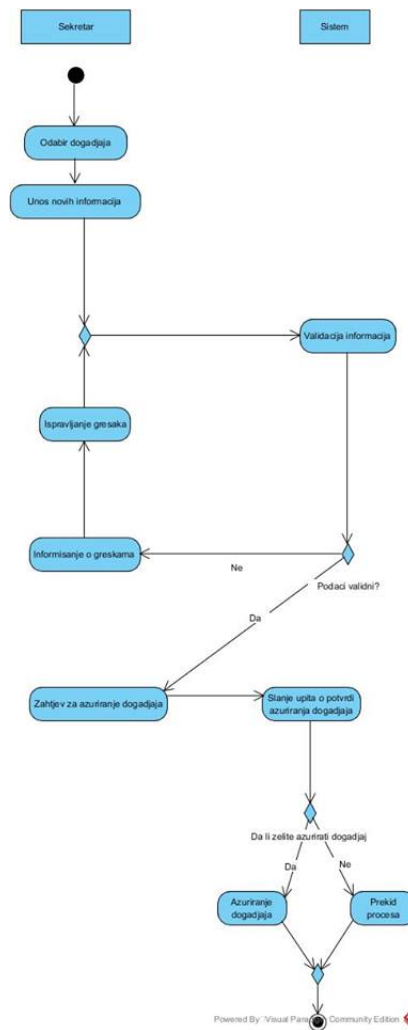 Sekretar
Sistem
Odabir dogadjaja
Unos novih informacija
Validacija informacija
Ispravljanje gresaka
Informisanje o greskama
Ne
Podaci validni?
Da
Zahtjev za azuriranje dogadjaja
Slanje upita o potvrdi
azuriranja dogadjaja
Da li zelite azurirati dogadjaj
Da
Ne
Azuriranje
dogadjaja
Prekid
procesa
Powered By Visual Para Community Edition